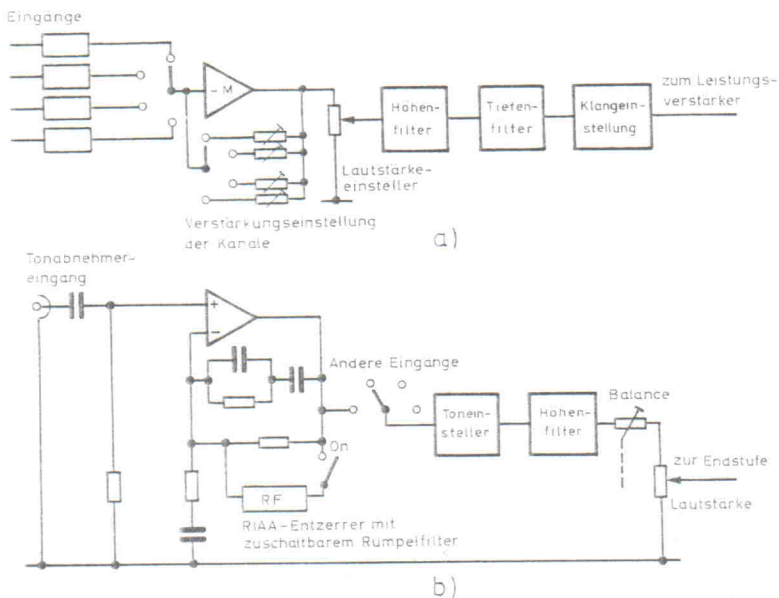 Eingänge
-M
Höhen-
filter
Tiefen-
filter
Klangein-
stellung
zum Leistungs-
verstärker
Lautstärke-
einsteller
Verstärkungseinstellung
der Kanäle
a)
Tonabnehmer-
eingang
+
−
Andere Eingänge
On
RF
RIAA-Entzerrer mit
zuschaltbarem Rumpelfilter
Tonein-
steller
Höhen-
filter
Balance
zur Endstufe
Lautstärke
b)